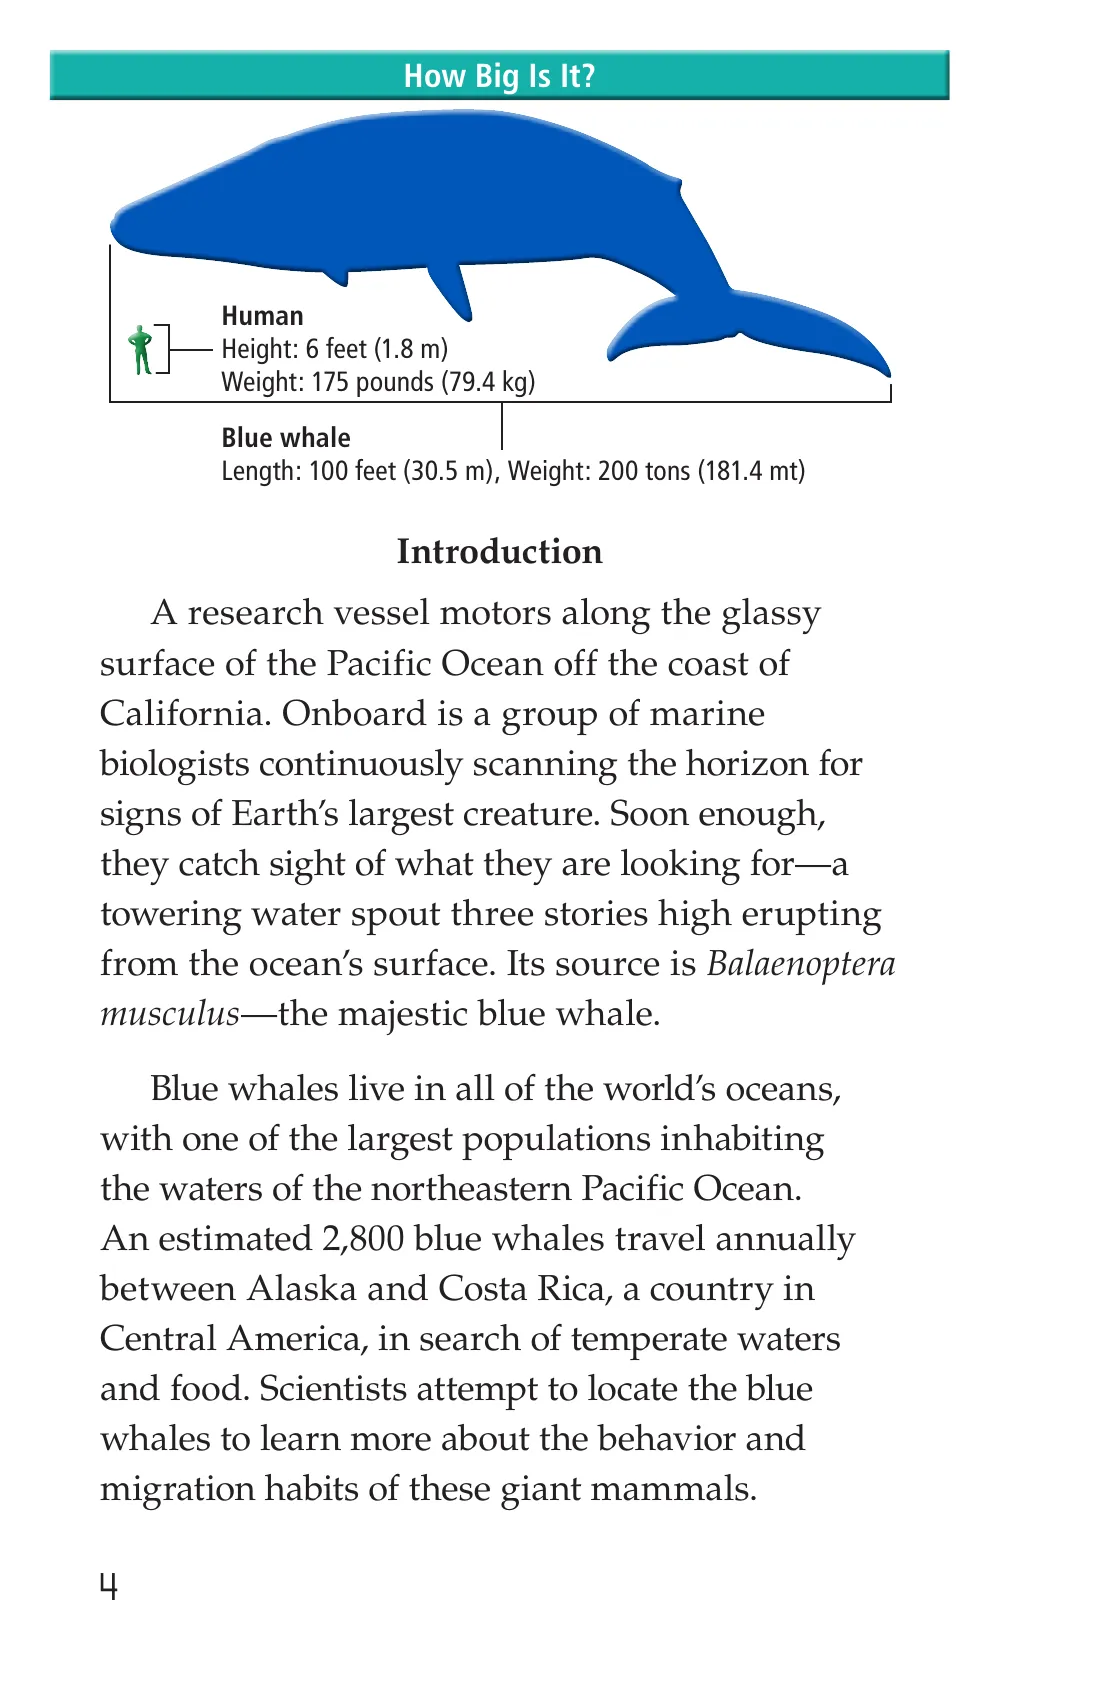 How Big Is It?
Human
Height: 6 feet (1.8 m)
Weight: 175 pounds (79.4 kg)
Blue whale
Length: 100 feet (30.5 m), Weight: 200 tons (181.4 mt)
Introduction
A research vessel motors along the glassy
surface of the Pacific Ocean off the coast of
California. Onboard is a group of marine
biologists continuously scanning the horizon for
signs of Earth’s largest creature. Soon enough,
they catch sight of what they are looking for—a
towering water spout three stories high erupting
from the ocean’s surface. Its source is Balaenoptera
musculus—the majestic blue whale.
Blue whales live in all of the world’s oceans,
with one of the largest populations inhabiting
the waters of the northeastern Pacific Ocean.
An estimated 2,800 blue whales travel annually
between Alaska and Costa Rica, a country in
Central America, in search of temperate waters
and food. Scientists attempt to locate the blue
whales to learn more about the behavior and
migration habits of these giant mammals.
4